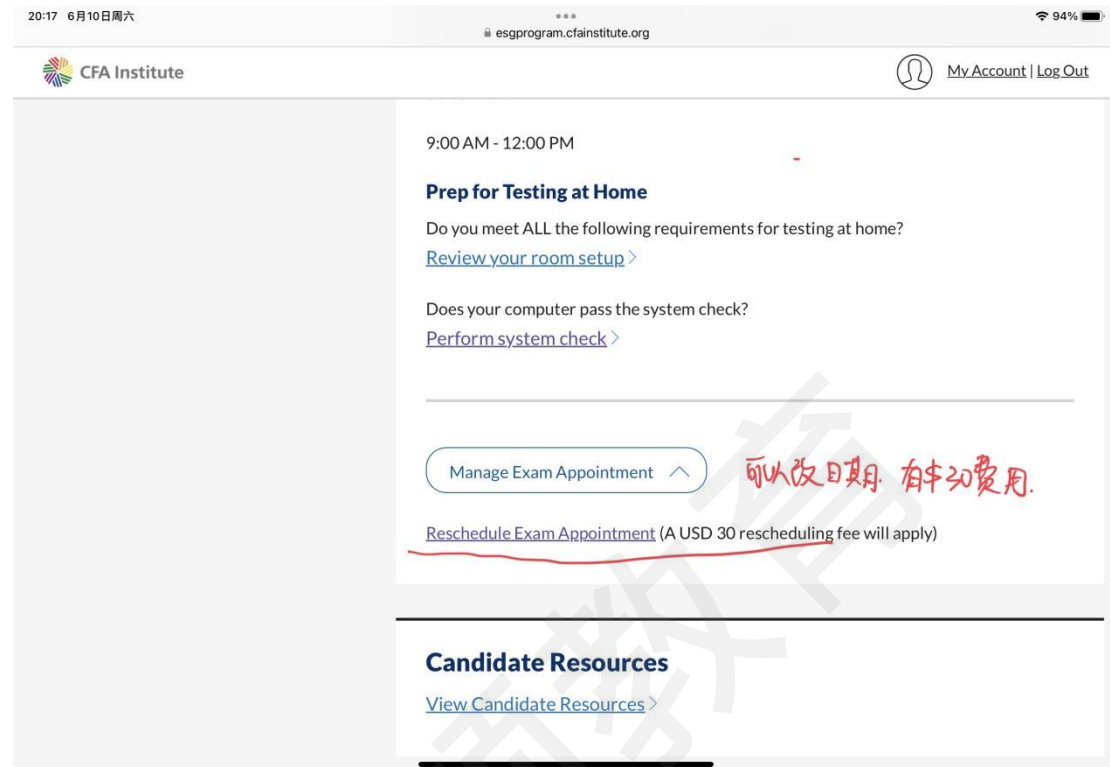 20:17 6月10日周六
94%
esgprogram.cfainstitute.org
CFA Institute
My Account | Log Out
9:00 AM - 12:00 PM
Prep for Testing at Home
Do you meet ALL the following requirements for testing at home?
Review your room setup >
Does your computer pass the system check?
Perform system check >
Manage Exam Appointment
可以改日期. 有$30费用.
Reschedule Exam Appointment (A USD 30 rescheduling fee will apply)
Candidate Resources
View Candidate Resources >
教育